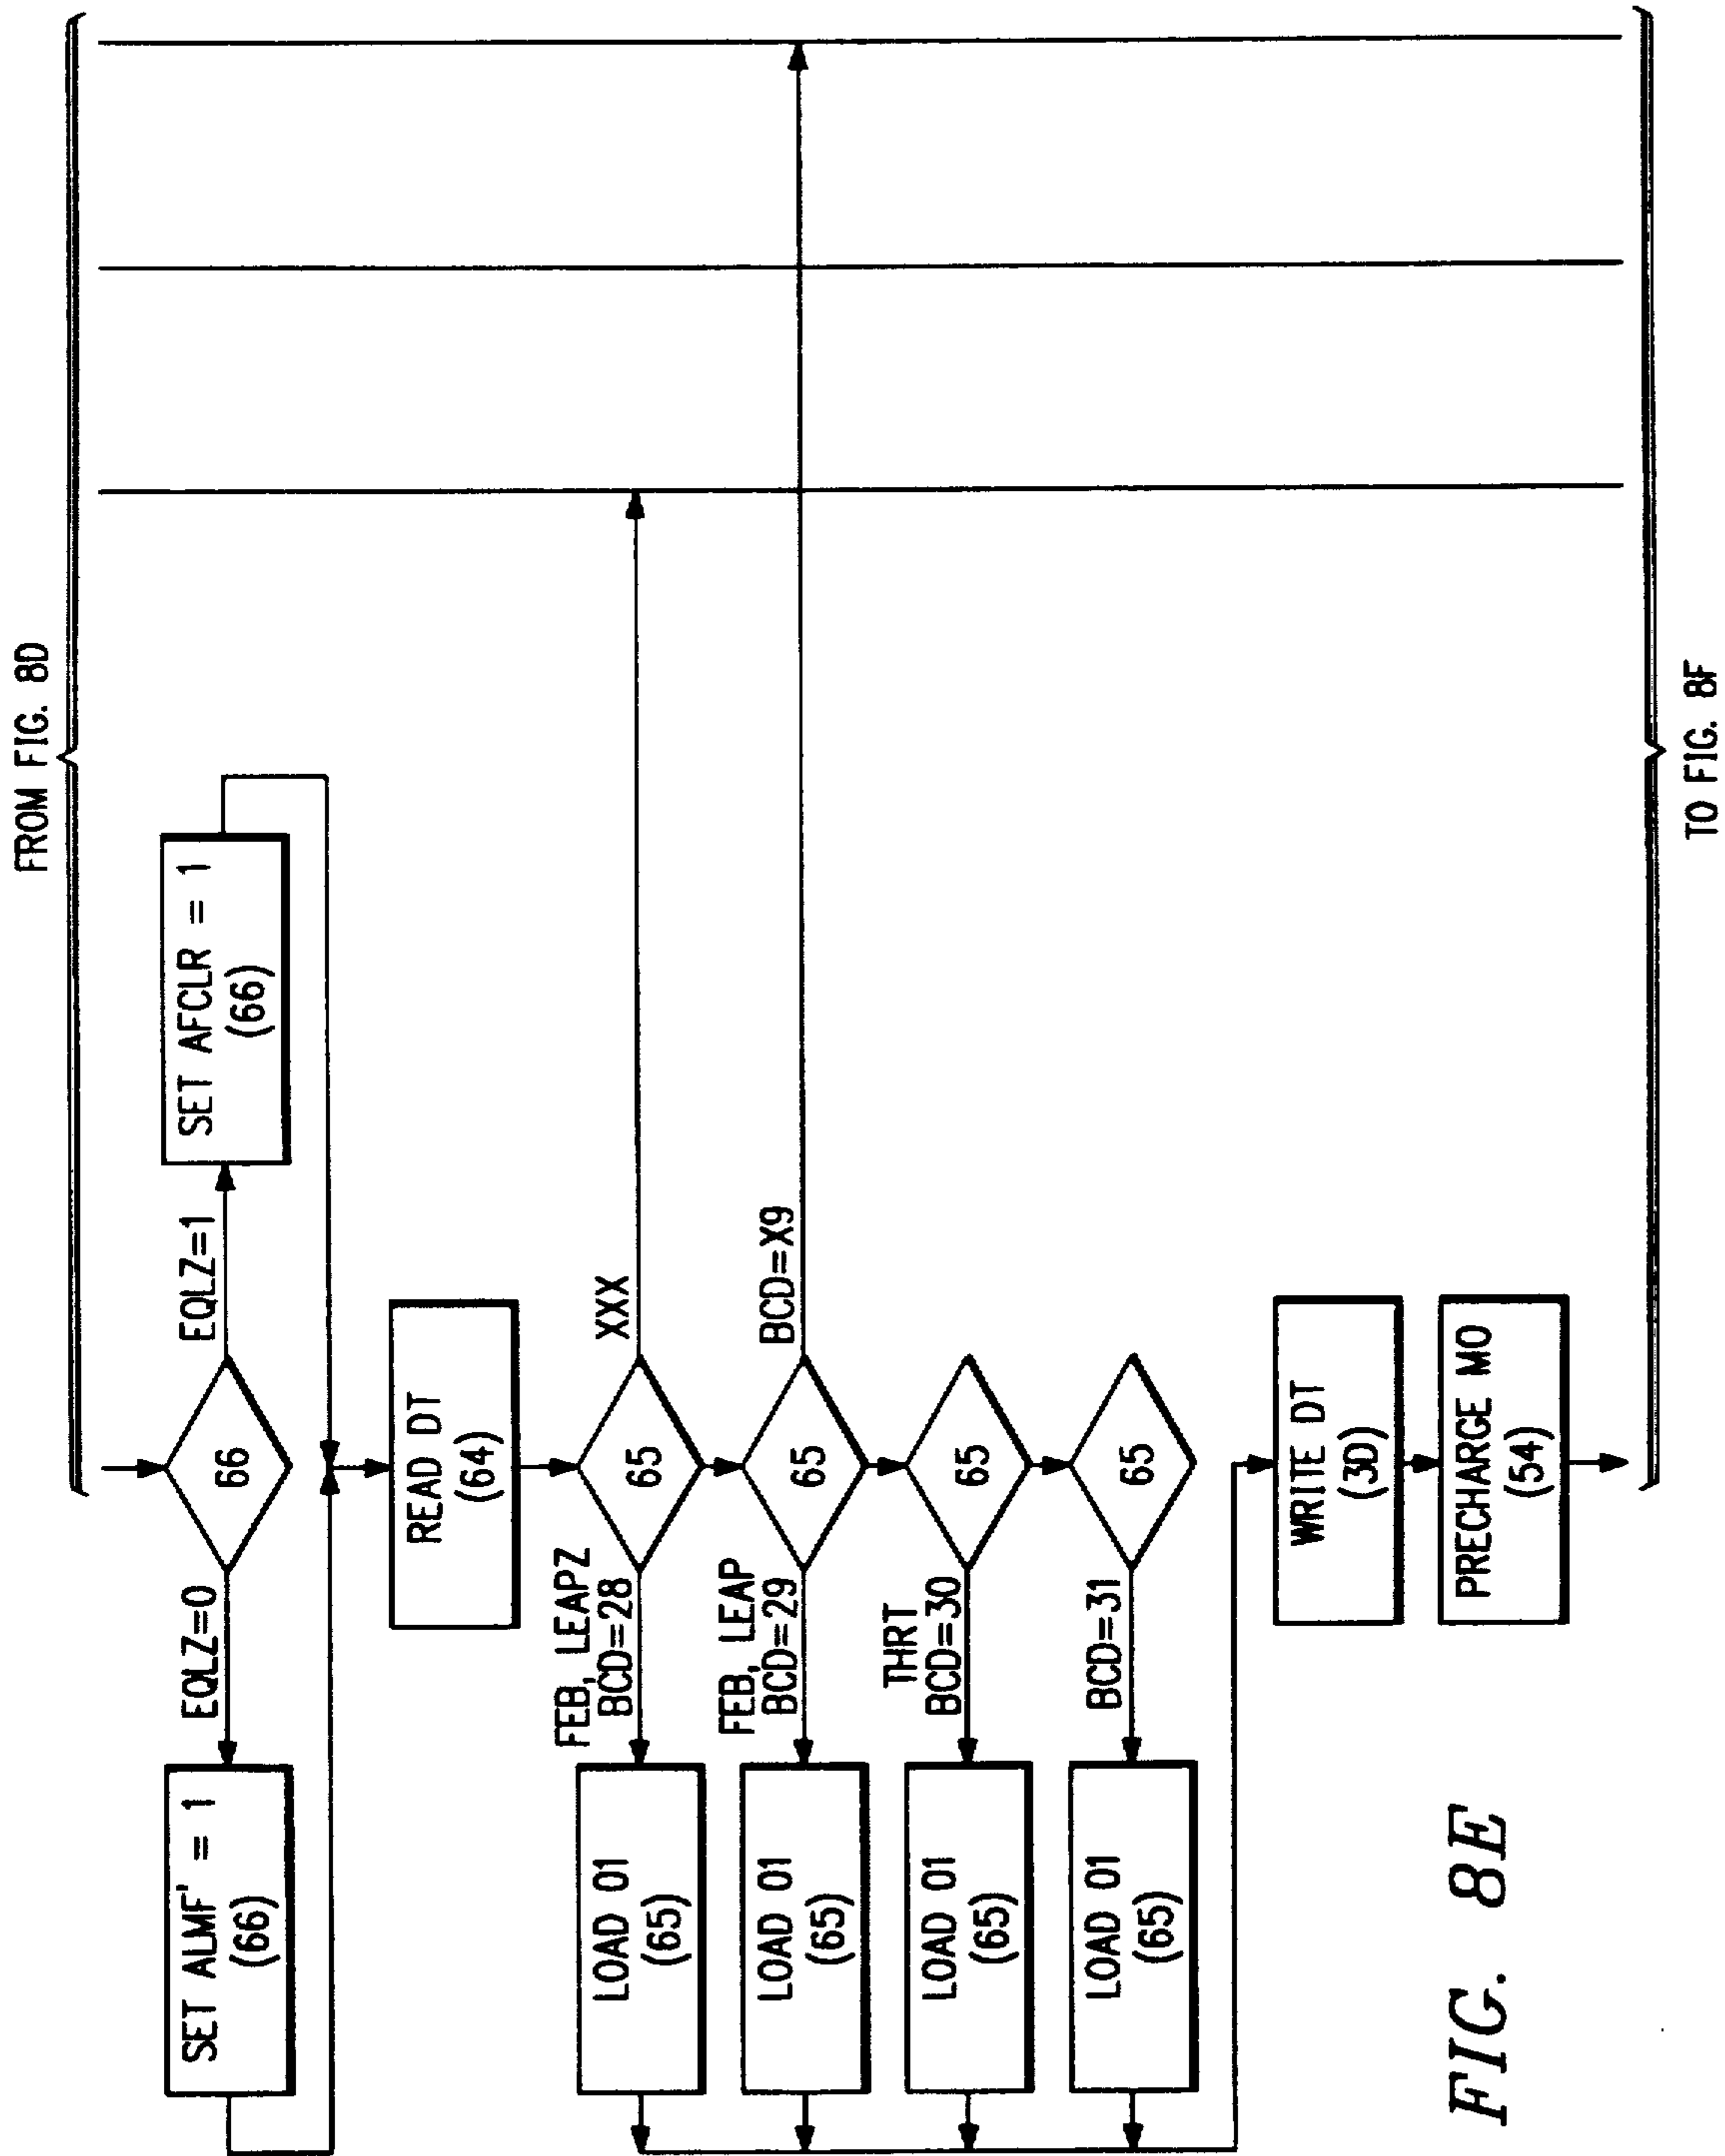 FROM FIG. 8D
66
EQLZ=0
EQLZ=1
SET ALMF' = 1
(66)
SET AFCLR = 1
(66)
READ DT
(64)
FEB, LEAPZ
BCD=28
65
XXX
LOAD 01
(65)
FEB, LEAP
BCD=29
65
BCD=X9
LOAD 01
(65)
THRT
BCD=30
65
LOAD 01
(65)
BCD=31
65
LOAD 01
(65)
WRITE DT
(3D)
PRECHARGE MO
(54)
FIG. 8E
TO FIG. 8F